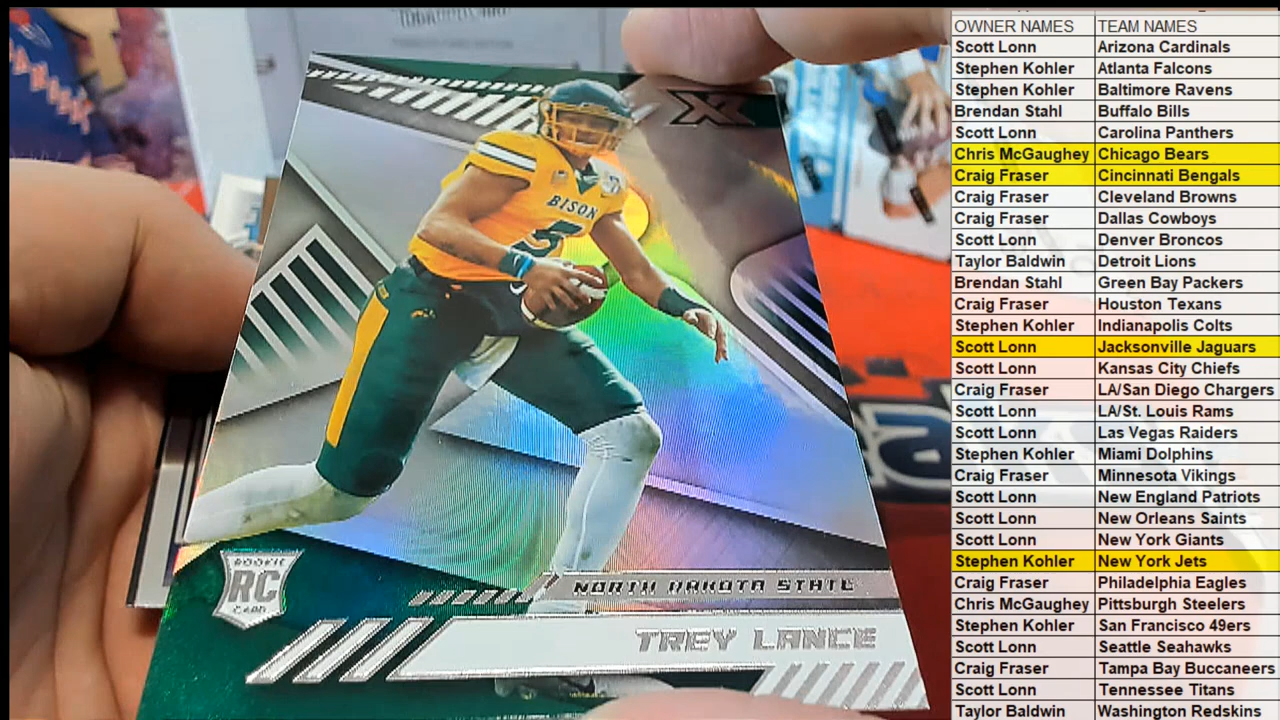 XR
BISON
5
ROOKIE
RC
CARD
NORTH DAKOTA STATE
TREY LANCE
OWNER NAMES TEAM NAMES
Scott Lonn Arizona Cardinals
Stephen Kohler Atlanta Falcons
Stephen Kohler Baltimore Ravens
Brendan Stahl Buffalo Bills
Scott Lonn Carolina Panthers
Chris McGaughey Chicago Bears
Craig Fraser Cincinnati Bengals
Craig Fraser Cleveland Browns
Craig Fraser Dallas Cowboys
Scott Lonn Denver Broncos
Taylor Baldwin Detroit Lions
Brendan Stahl Green Bay Packers
Craig Fraser Houston Texans
Stephen Kohler Indianapolis Colts
Scott Lonn Jacksonville Jaguars
Scott Lonn Kansas City Chiefs
Craig Fraser LA/San Diego Chargers
Scott Lonn LA/St. Louis Rams
Scott Lonn Las Vegas Raiders
Stephen Kohler Miami Dolphins
Craig Fraser Minnesota Vikings
Scott Lonn New England Patriots
Scott Lonn New Orleans Saints
Scott Lonn New York Giants
Stephen Kohler New York Jets
Craig Fraser Philadelphia Eagles
Chris McGaughey Pittsburgh Steelers
Stephen Kohler San Francisco 49ers
Scott Lonn Seattle Seahawks
Craig Fraser Tampa Bay Buccaneers
Scott Lonn Tennessee Titans
Taylor Baldwin Washington Redskins